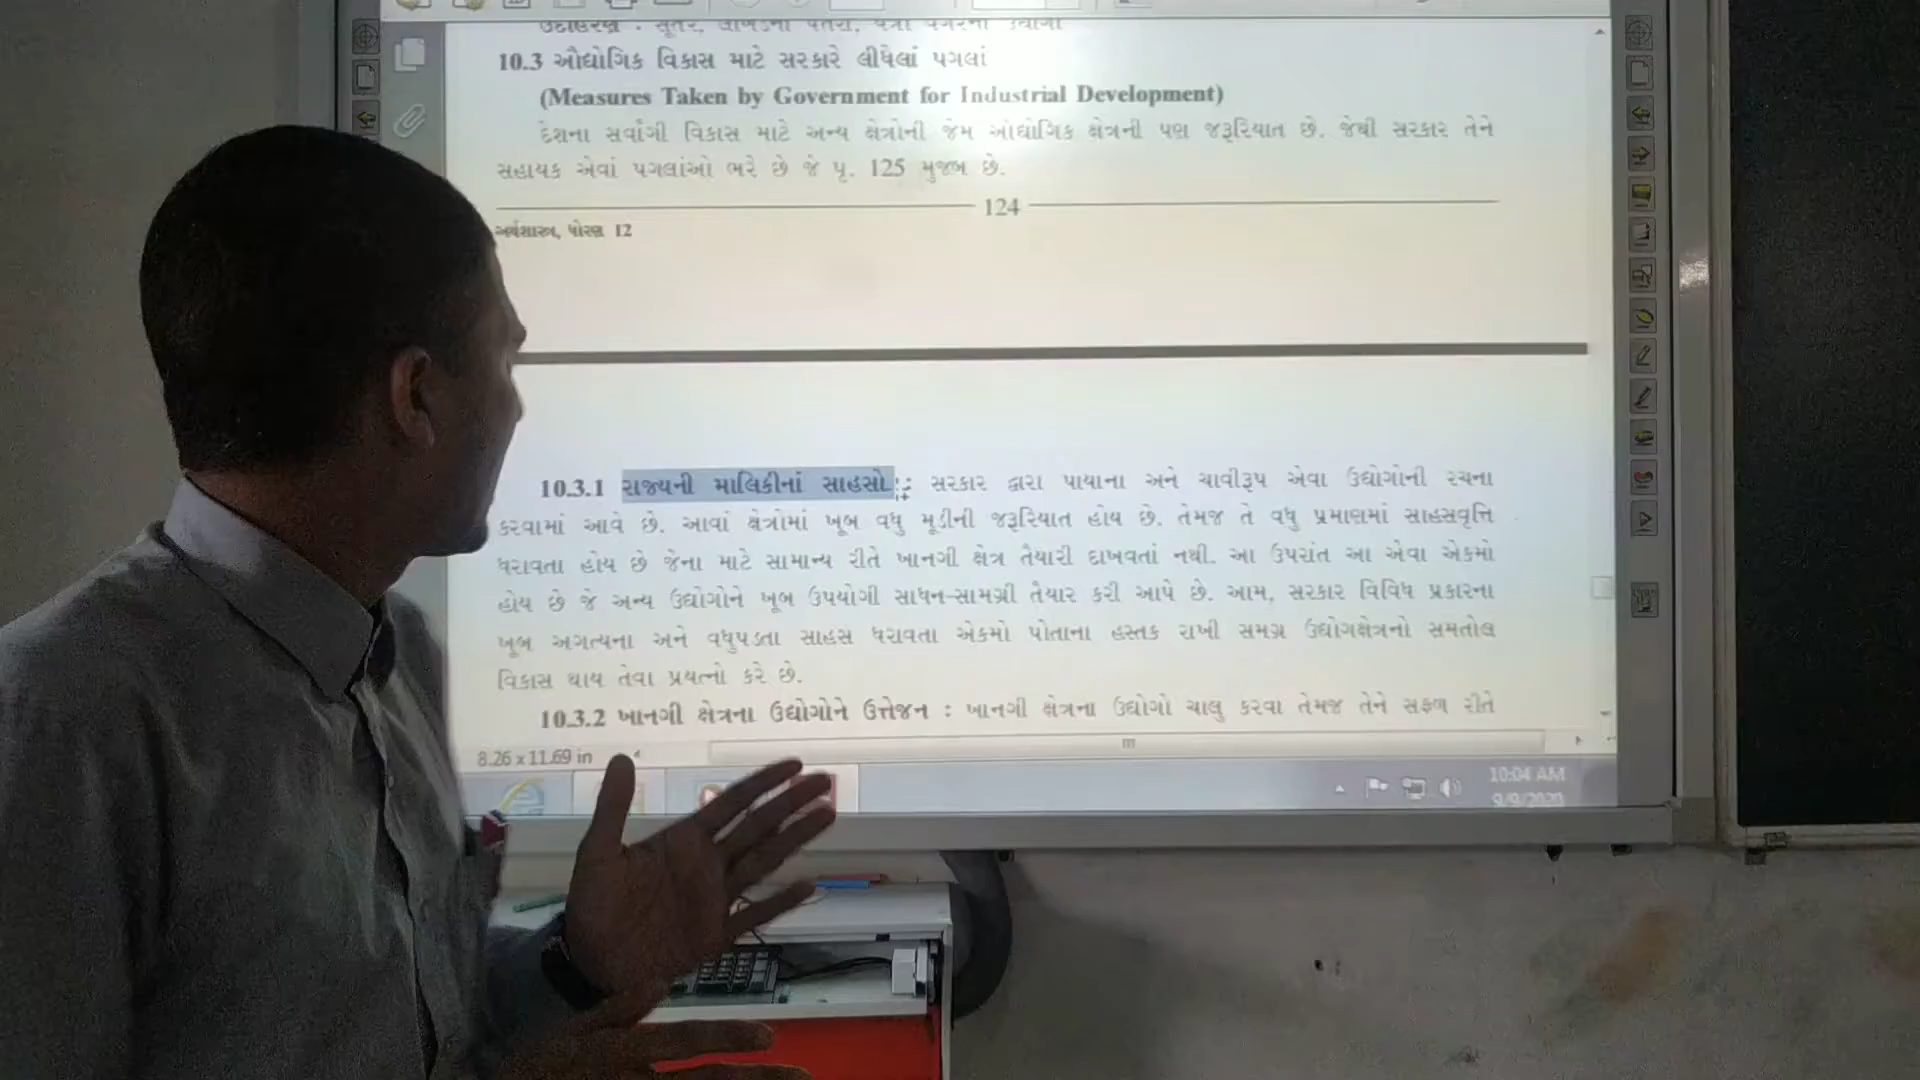 10.3 ઔદ્યોગિક વિકાસ માટે સરકારે લીધેલાં પગલાં
(Measures Taken by Government for Industrial Development)
દેશના સર્વાંગી વિકાસ માટે અન્ય ક્ષેત્રોની જેમ ઔદ્યોગિક ક્ષેત્રની પણ જરૂરિયાત છે. જેથી સરકાર તેને
સહાયક એવાં પગલાંઓ ભરે છે જે પૃ. 125 મુજબ છે.
124
અર્થશાસ્ત્ર, ધોરણ 12
10.3.1 રાજ્યની માલિકીનાં સાહસો : સરકાર દ્વારા પાયાના અને ચાવીરૂપ એવા ઉદ્યોગોની રચના
કરવામાં આવે છે. આવાં ક્ષેત્રોમાં ખૂબ વધુ મૂડીની જરૂરિયાત હોય છે. તેમજ તે વધુ પ્રમાણમાં સાહસવૃત્તિ
ધરાવતા હોય છે જેના માટે સામાન્ય રીતે ખાનગી ક્ષેત્ર તૈયારી દાખવતાં નથી. આ ઉપરાંત આ એવા એકમો
હોય છે જે અન્ય ઉદ્યોગોને ખૂબ ઉપયોગી સાધન-સામગ્રી તૈયાર કરી આપે છે. આમ, સરકાર વિવિધ પ્રકારના
ખૂબ અગત્યના અને વધુપડતા સાહસ ધરાવતા એકમો પોતાના હસ્તક રાખી સમગ્ર ઉદ્યોગક્ષેત્રનો સમતોલ
વિકાસ થાય તેવા પ્રયત્નો કરે છે.
10.3.2 ખાનગી ક્ષેત્રના ઉદ્યોગોને ઉત્તેજન : ખાનગી ક્ષેત્રના ઉદ્યોગો ચાલુ કરવા તેમજ તેને સફળ રીતે
8.26 x 11.69 in
10:04 AM
9/9/2020